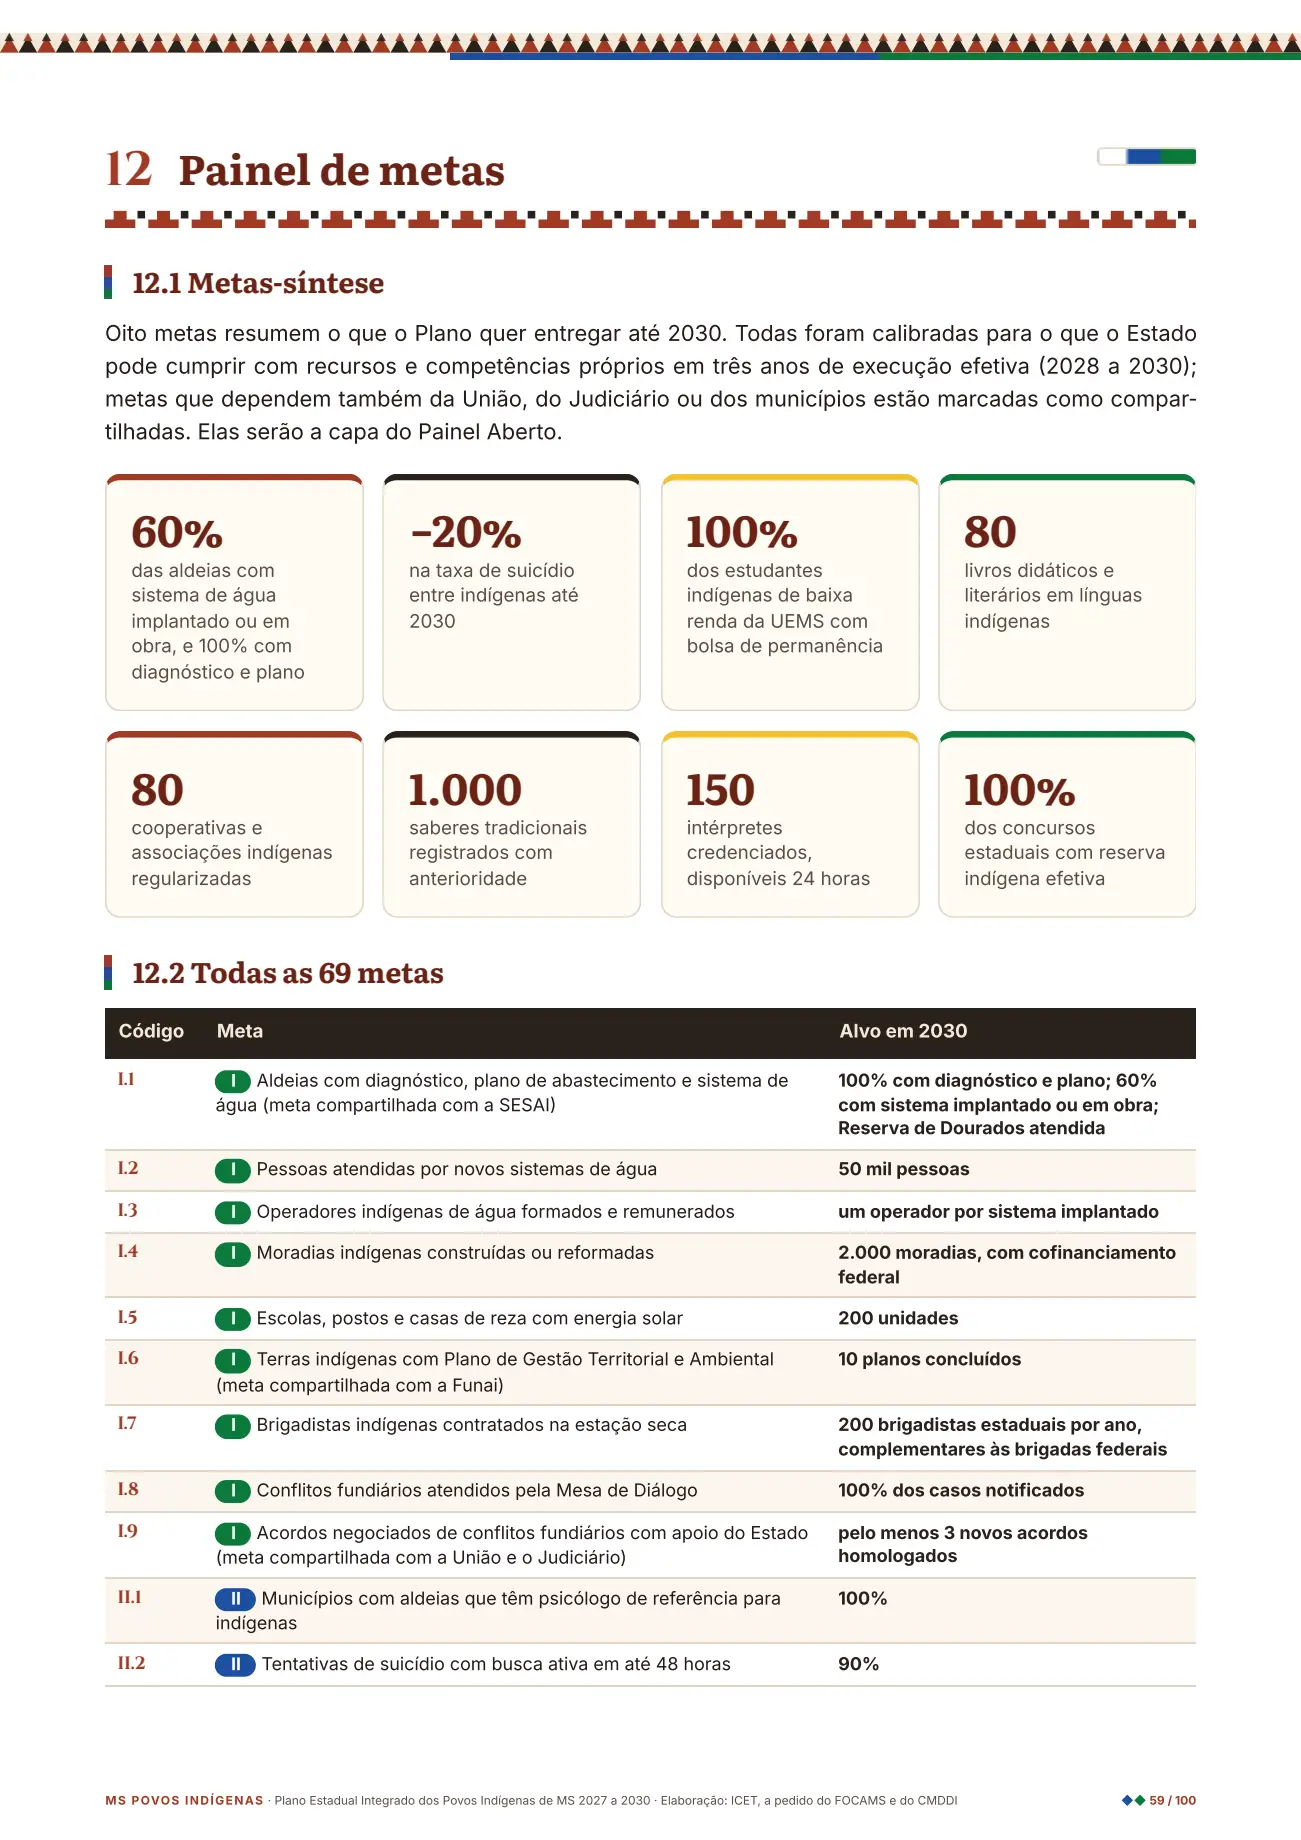 12 Painel de metas
12.1 Metas-síntese
Oito metas resumem o que o Plano quer entregar até 2030. Todas foram calibradas para o que o Estado
pode cumprir com recursos e competências próprios em três anos de execução efetiva (2028 a 2030);
metas que dependem também da União, do Judiciário ou dos municípios estão marcadas como compar-
tilhadas. Elas serão a capa do Painel Aberto.
60%
das aldeias com
sistema de água
implantado ou em
obra, e 100% com
diagnóstico e plano
−20%
na taxa de suicídio
entre indígenas até
2030
100%
dos estudantes
indígenas de baixa
renda da UEMS com
bolsa de permanência
80
livros didáticos e
literários em línguas
indígenas
80
cooperativas e
associações indígenas
regularizadas
1.000
saberes tradicionais
registrados com
anterioridade
150
intérpretes
credenciados,
disponíveis 24 horas
100%
dos concursos
estaduais com reserva
indígena efetiva
12.2 Todas as 69 metas
Código Meta Alvo em 2030
I.1 I Aldeias com diagnóstico, plano de abastecimento e sistema de
água (meta compartilhada com a SESAI)
100% com diagnóstico e plano; 60%
com sistema implantado ou em obra;
Reserva de Dourados atendida
I.2 I Pessoas atendidas por novos sistemas de água 50 mil pessoas
I.3 I Operadores indígenas de água formados e remunerados um operador por sistema implantado
I.4 I Moradias indígenas construídas ou reformadas 2.000 moradias, com cofinanciamento
federal
I.5 I Escolas, postos e casas de reza com energia solar 200 unidades
I.6 I Terras indígenas com Plano de Gestão Territorial e Ambiental 10 planos concluídos
(meta compartilhada com a Funai)
I.7 I Brigadistas indígenas contratados na estação seca 200 brigadistas estaduais por ano,
complementares às brigadas federais
I.8 I Conflitos fundiários atendidos pela Mesa de Diálogo 100% dos casos notificados
I.9 I Acordos negociados de conflitos fundiários com apoio do Estado
(meta compartilhada com a União e o Judiciário)
pelo menos 3 novos acordos
homologados
II.1 II Municípios com aldeias que têm psicólogo de referência para 100%
indígenas
II.2 II Tentativas de suicídio com busca ativa em até 48 horas 90%
MS POVOS INDÍGENAS · Plano Estadual Integrado dos Povos Indígenas de MS 2027 a 2030 · Elaboração: ICET, a pedido do FOCAMS e do CMDDI 59 / 100